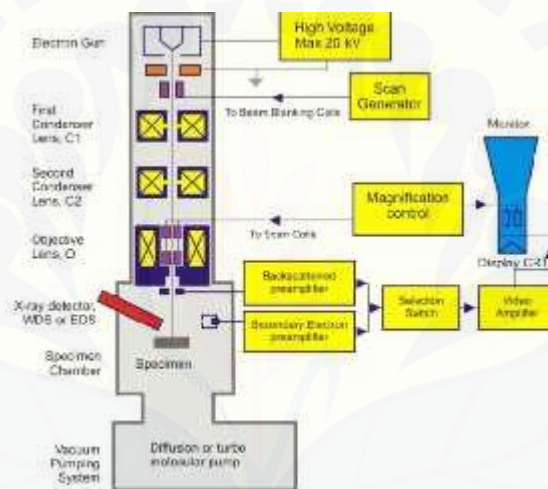 Electron Gun
High Voltage
Max 20 kV
Scan
Generator
To Beam Blanking Coils
First
Condenser
Lens, C1
Monitor
Second
Condenser
Lens, C2
Magnification
control
To Scan Coils
Objective
Lens, O
Display CRT
Backscattered
preamplifier
X-ray detector,
WDS or EDS
Selection
Switch
Video
Amplifier
Secondary Electron
preamplifier
Specimen
Chamber
Specimen
Vacuum
Pumping
System
Diffusion or turbo
molecular pump